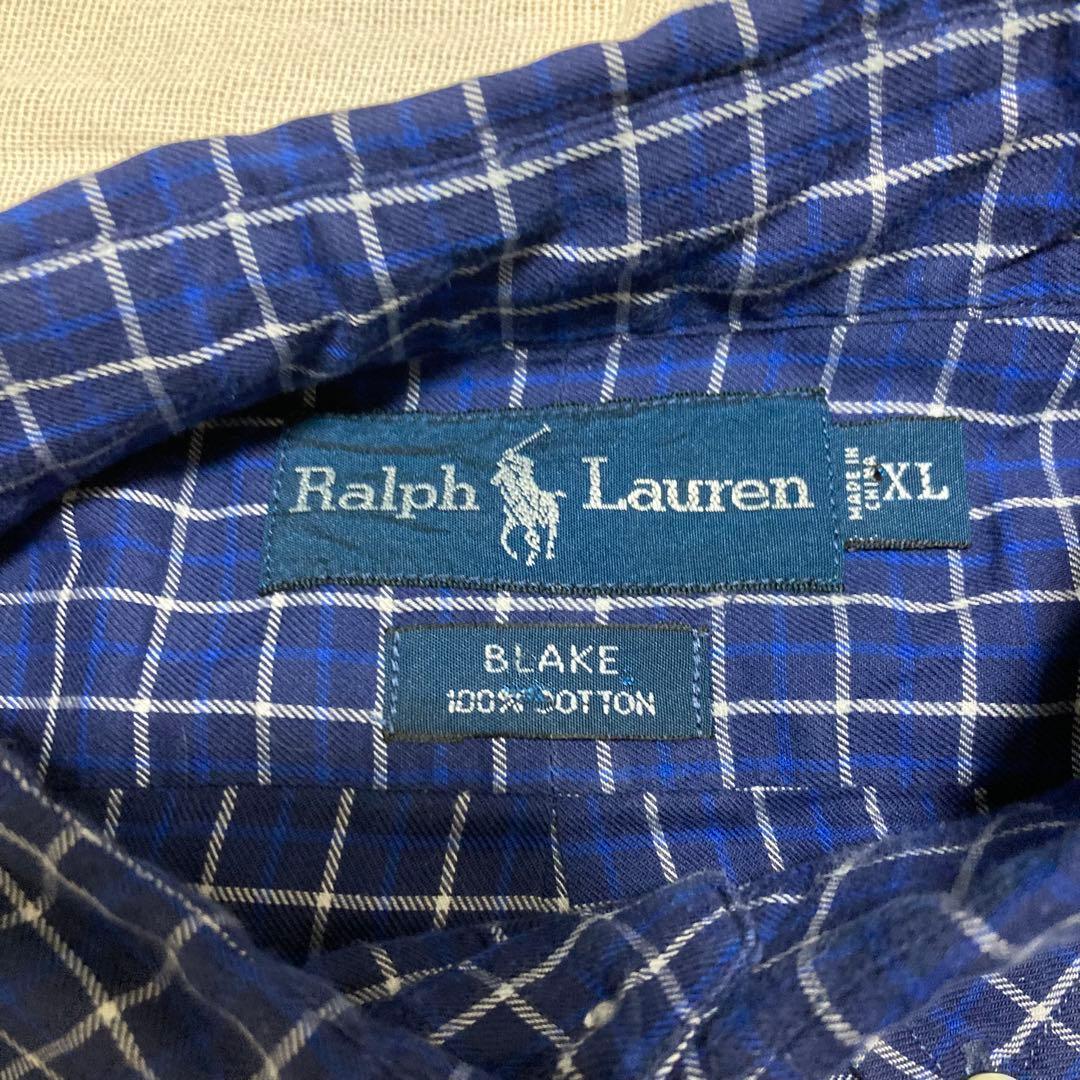 Ralph Lauren
MADE IN
CHINA
XL
BLAKE
100% COTTON